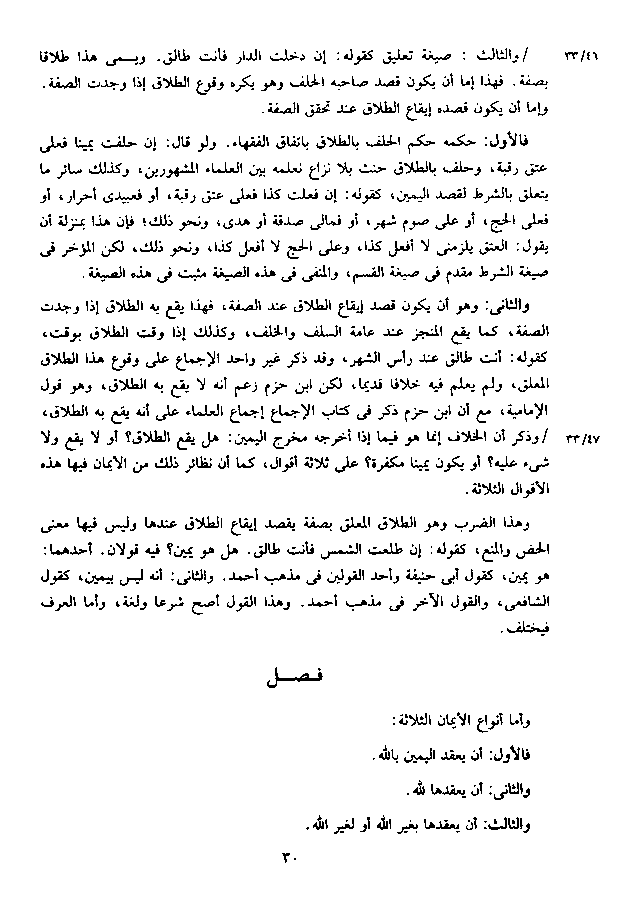 ٣٣/٤٦ / والثالث : صيغة تعليق كقوله: إن دخلت الدار فأنت طالق. ويسمى هذا طلاقا
بصفة. فهذا إما أن يكون قصد صاحبه الحلف وهو يكره وقوع الطلاق إذا وجدت الصفة.
وإما أن يكون قصده إيقاع الطلاق عند تحقق الصفة.
فالأول: حكمه حكم الحلف بالطلاق باتفاق الفقهاء. ولو قال: إن حلفت يمينا فعلى
عتق رقبة، وحلف بالطلاق حنث بلا نزاع نعلمه بين العلماء المشهورين، وكذلك سائر ما
يتعلق بالشرط لقصد اليمين، كقوله: إن فعلت كذا فعلى عتق رقبة، أو فعبيدى أحرار، أو
فعلى الحج، أو على صوم شهر، أو فمالى صدقة أو هدى، ونحو ذلك؛ فإن هذا بمنزلة أن
يقول: العتق يلزمنى لا أفعل كذا، وعلى الحج لا أفعل كذا، ونحو ذلك، لكن المؤخر فى
صيغة الشرط مقدم فى صيغة القسم، والمنفى فى هذه الصيغة مثبت فى هذه الصيغة.
والثانى: وهو أن يكون قصد إيقاع الطلاق عند الصفة، فهذا يقع به الطلاق إذا وجدت
الصفة، كما يقع المنجز عند عامة السلف والخلف، وكذلك إذا وقت الطلاق بوقت،
كقوله: أنت طالق عند رأس الشهر، وقد ذكر غير واحد الإجماع على وقوع هذا الطلاق
المعلق، ولم يعلم فيه خلافا قديما، لكن ابن حزم زعم أنه لا يقع به الطلاق، وهو قول
الإمامية، مع أن ابن حزم ذكر فى كتاب الإجماع إجماع العلماء على أنه يقع به الطلاق،
٣٣/٤٧ / وذكر أن الخلاف إنما هو فيما إذا أخرجه مخرج اليمين: هل يقع الطلاق؟ أو لا يقع ولا
شىء عليه؟ أو يكون يمينا مكفرة؟ على ثلاثة أقوال، كما أن نظائر ذلك من الأيمان فيها هذه
الأقوال الثلاثة.
وهذا الضرب وهو الطلاق المعلق بصفة يقصد إيقاع الطلاق عندها وليس فيها معنى
الحض والمنع، كقوله: إن طلعت الشمس فأنت طالق. هل هو يمين؟ فيه قولان. أحدهما:
هو يمين، كقول أبى حنيفة وأحد القولين فى مذهب أحمد. والثانى: أنه ليس بيمين، كقول
الشافعى، والقول الآخر فى مذهب أحمد. وهذا القول أصح شرعا ولغة، وأما العرف
فيختلف.
فـصـــل
وأما أنواع الأيمان الثلاثة:
فالأول: أن يعقد اليمين بالله.
والثانى: أن يعقدها لله.
والثالث: أن يعقدها بغير الله أو لغير الله.
٣٠